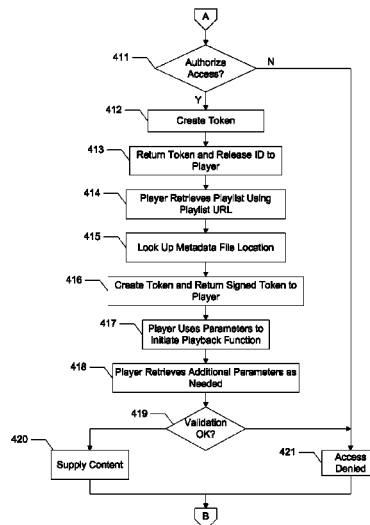 A
411
Authorize
Access?
N
Y
412
Create Token
413
Return Token and Release ID to
Player
414
Player Retrieves Playlist Using
Playlist URL
415
Look Up Metadata File Location
416
Create Token and Return Signed Token to
Player
417
Player Uses Parameters to
Initiate Playback Function
418
Player Retrieves Additional Parameters as
Needed
419
Validation
OK?
420
Supply Content
421
Access
Denied
B